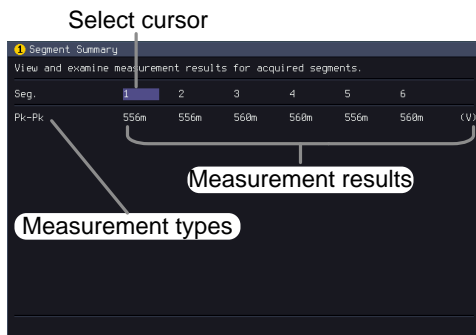 Select cursor
1 Segment Summary
View and examine measurement results for acquired segments.
Seg. 1 2 3 4 5 6
Pk-Pk 556m 556m 560m 560m 556m 560m (V)
Measurement results
Measurement types